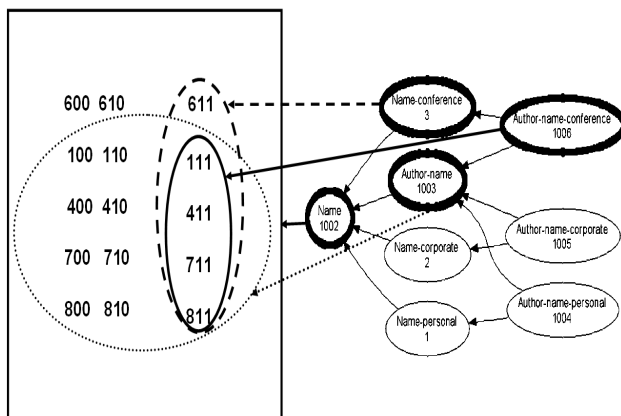 600 610 611
100 110 111
400 410 411
700 710 711
800 810 811
Name-conference
3
Author-name-conference
1006
Author-name
1003
Name
1002
Author-name-corporate
1005
Name-corporate
2
Author-name-personal
1004
Name-personal
1